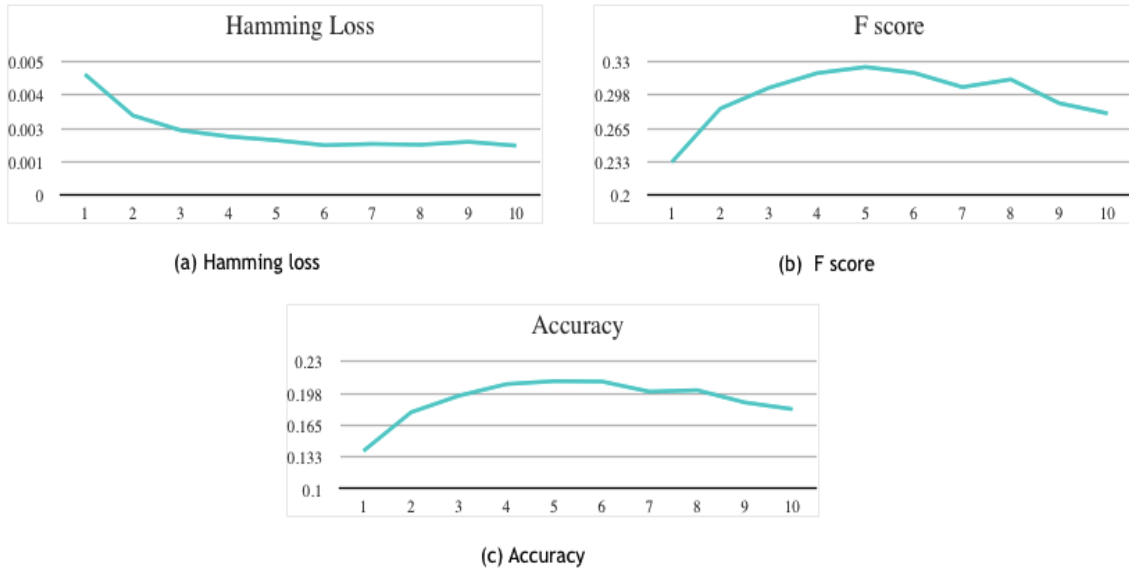 Hamming Loss
0.005
0.004
0.003
0.001
0
1 2 3 4 5 6 7 8 9 10
(a) Hamming loss
F score
0.33
0.298
0.265
0.233
0.2
1 2 3 4 5 6 7 8 9 10
(b) F score
Accuracy
0.23
0.198
0.165
0.133
0.1
1 2 3 4 5 6 7 8 9 10
(c) Accuracy